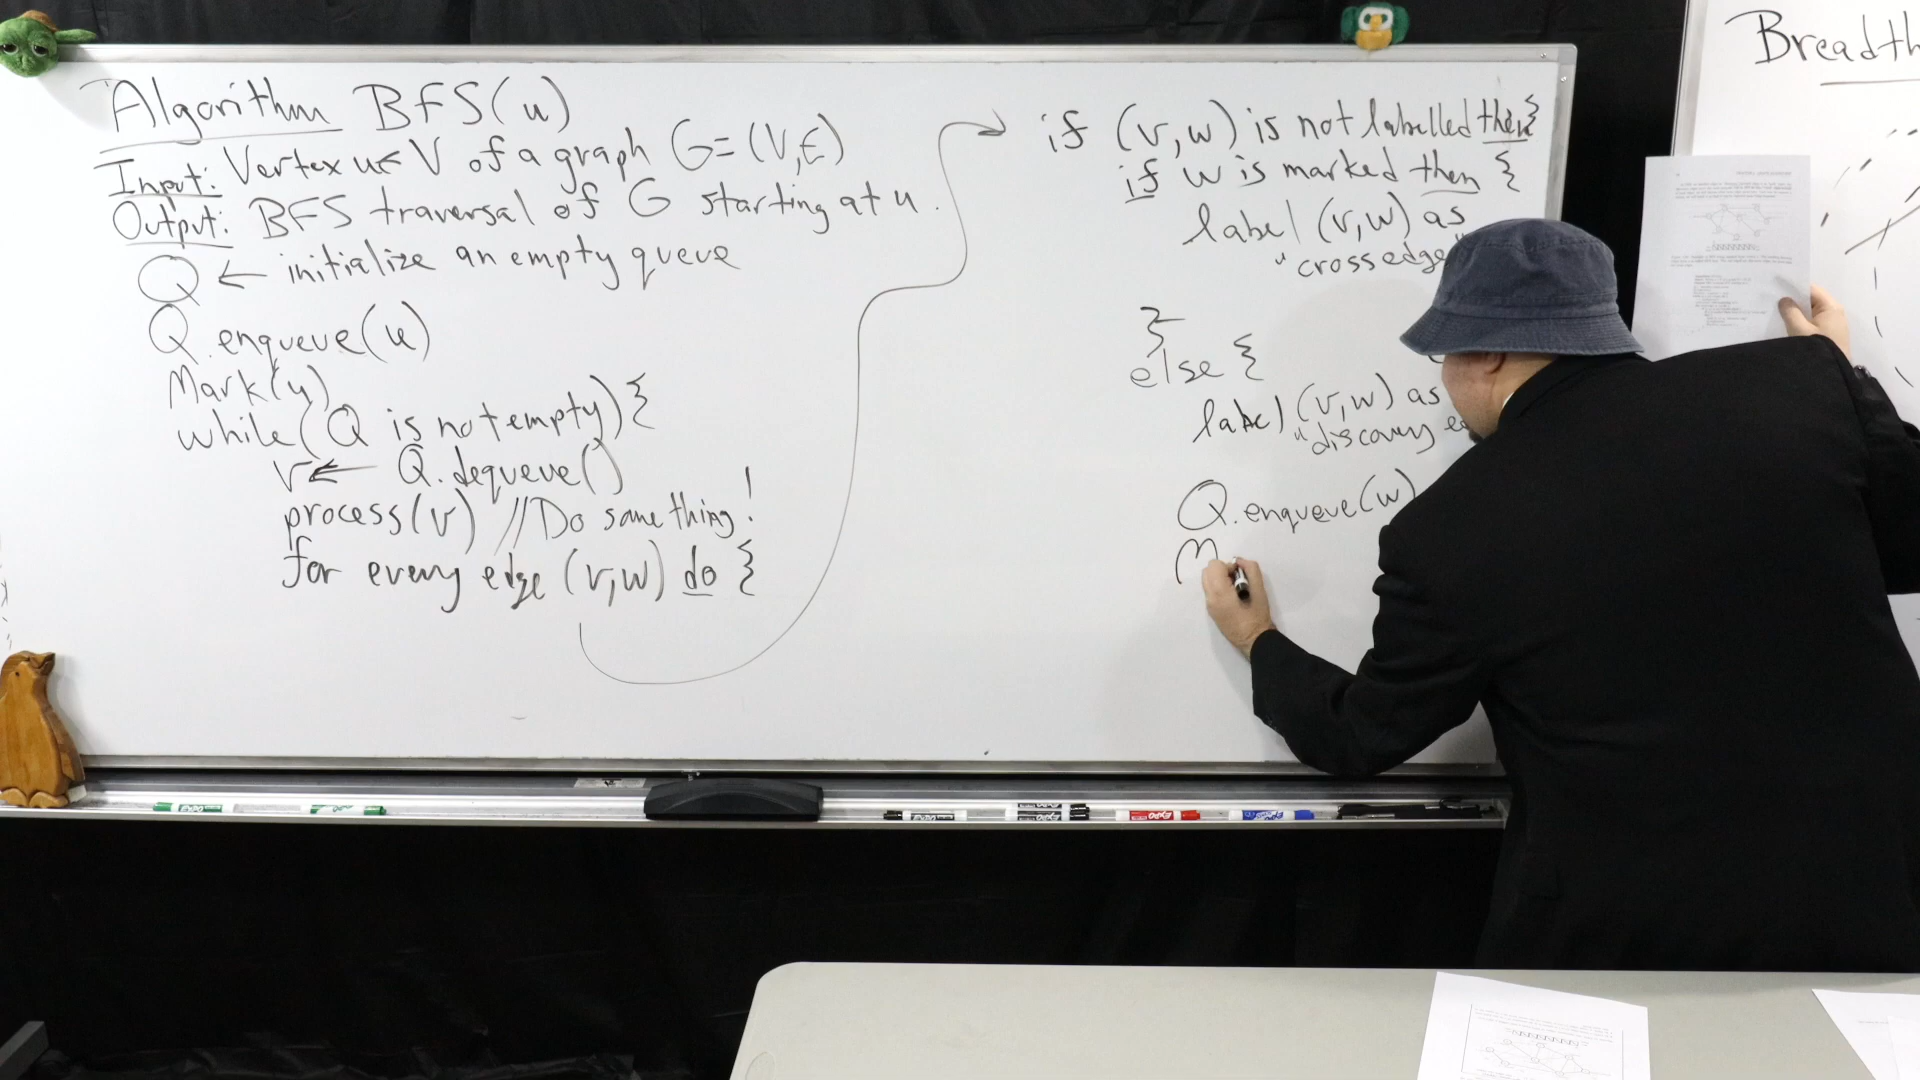 Algorithm BFS(u)
Input: Vertex u∈V of a graph G=(V,E)
Output: BFS traversal of G starting at u.
Q ← initialize an empty queue
Q.enqueue(u)
Mark(u)
while(Q is not empty){
v ← Q.dequeue()
process(v) //Do something!
for every edge (v,w) do {
if (v,w) is not labelled then{
if w is marked then {
label (v,w) as
"cross edge"
}
else {
label (v,w) as
"discovery
Q.enqueue(w)
M
Breadth
EXPO
EXPO